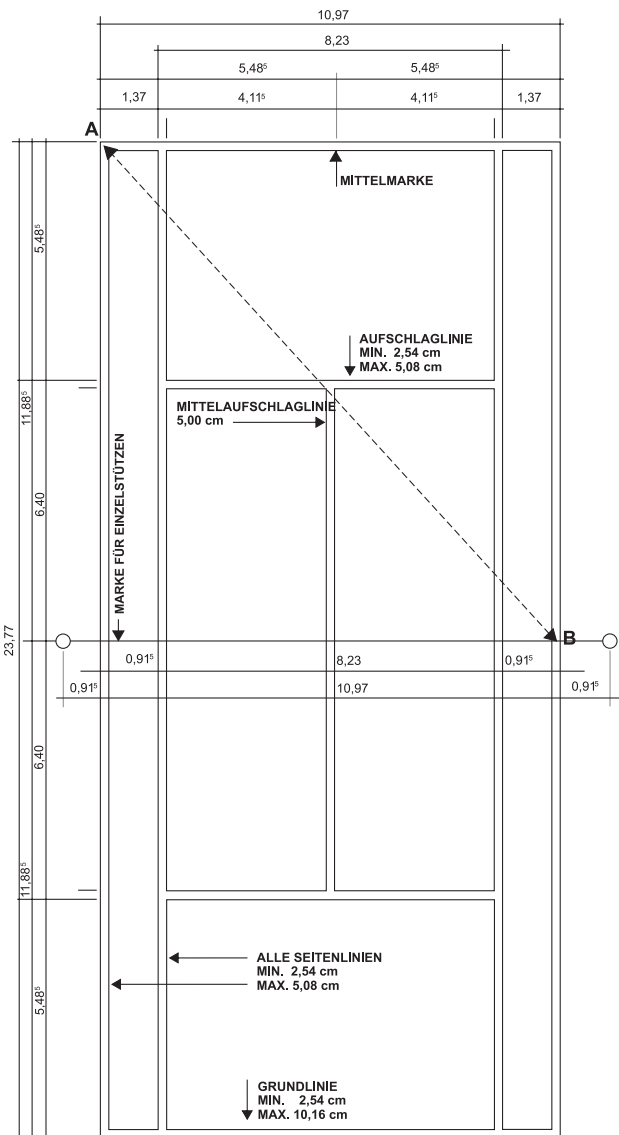 10,97
8,23
5,48⁵ 5,48⁵
1,37 4,11⁵ 4,11⁵ 1,37
A
MITTELMARKE
5,48⁵
AUFSCHLAGLINIE
MIN. 2,54 cm
MAX. 5,08 cm
11,88⁵
MITTELAUFSCHLAGLINIE
5,00 cm
MARKE FÜR EINZELSTÜTZEN
6,40
23,77
B
0,91⁵ 8,23 0,91⁵
0,91⁵ 10,97 0,91⁵
6,40
11,88⁵
ALLE SEITENLINIEN
MIN. 2,54 cm
MAX. 5,08 cm
5,48⁵
GRUNDLINIE
MIN. 2,54 cm
MAX. 10,16 cm